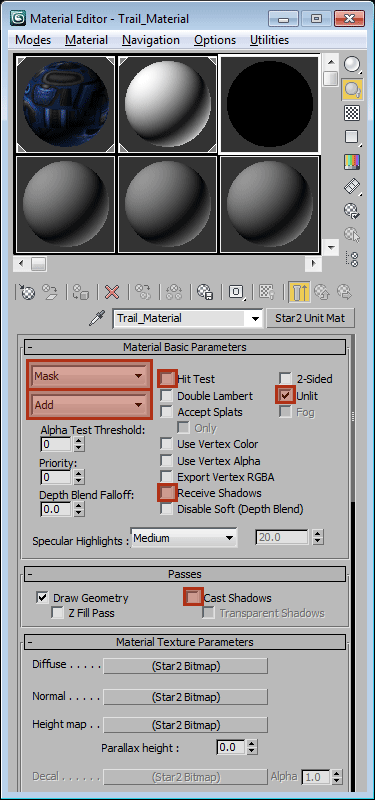 Material Editor - Trail_Material
Modes Material Navigation Options Utilities
Trail_Material Star2 Unit Mat
- Material Basic Parameters
Mask Hit Test 2-Sided
Add Double Lambert Unlit
Accept Splats Fog
Alpha Test Threshold: Only
0 Use Vertex Color
Priority: Use Vertex Alpha
0 Export Vertex RGBA
Depth Blend Falloff: Receive Shadows
0.0 Disable Soft (Depth Blend)
Specular Highlights : Medium 20.0
- Passes
Draw Geometry Cast Shadows
Z Fill Pass Transparent Shadows
- Material Texture Parameters
Diffuse . . . . . (Star2 Bitmap)
Normal . . . . . (Star2 Bitmap)
Height map . . (Star2 Bitmap)
Parallax height : 0.0
Decal . . . . . . (Star2 Bitmap) Alpha 1.0